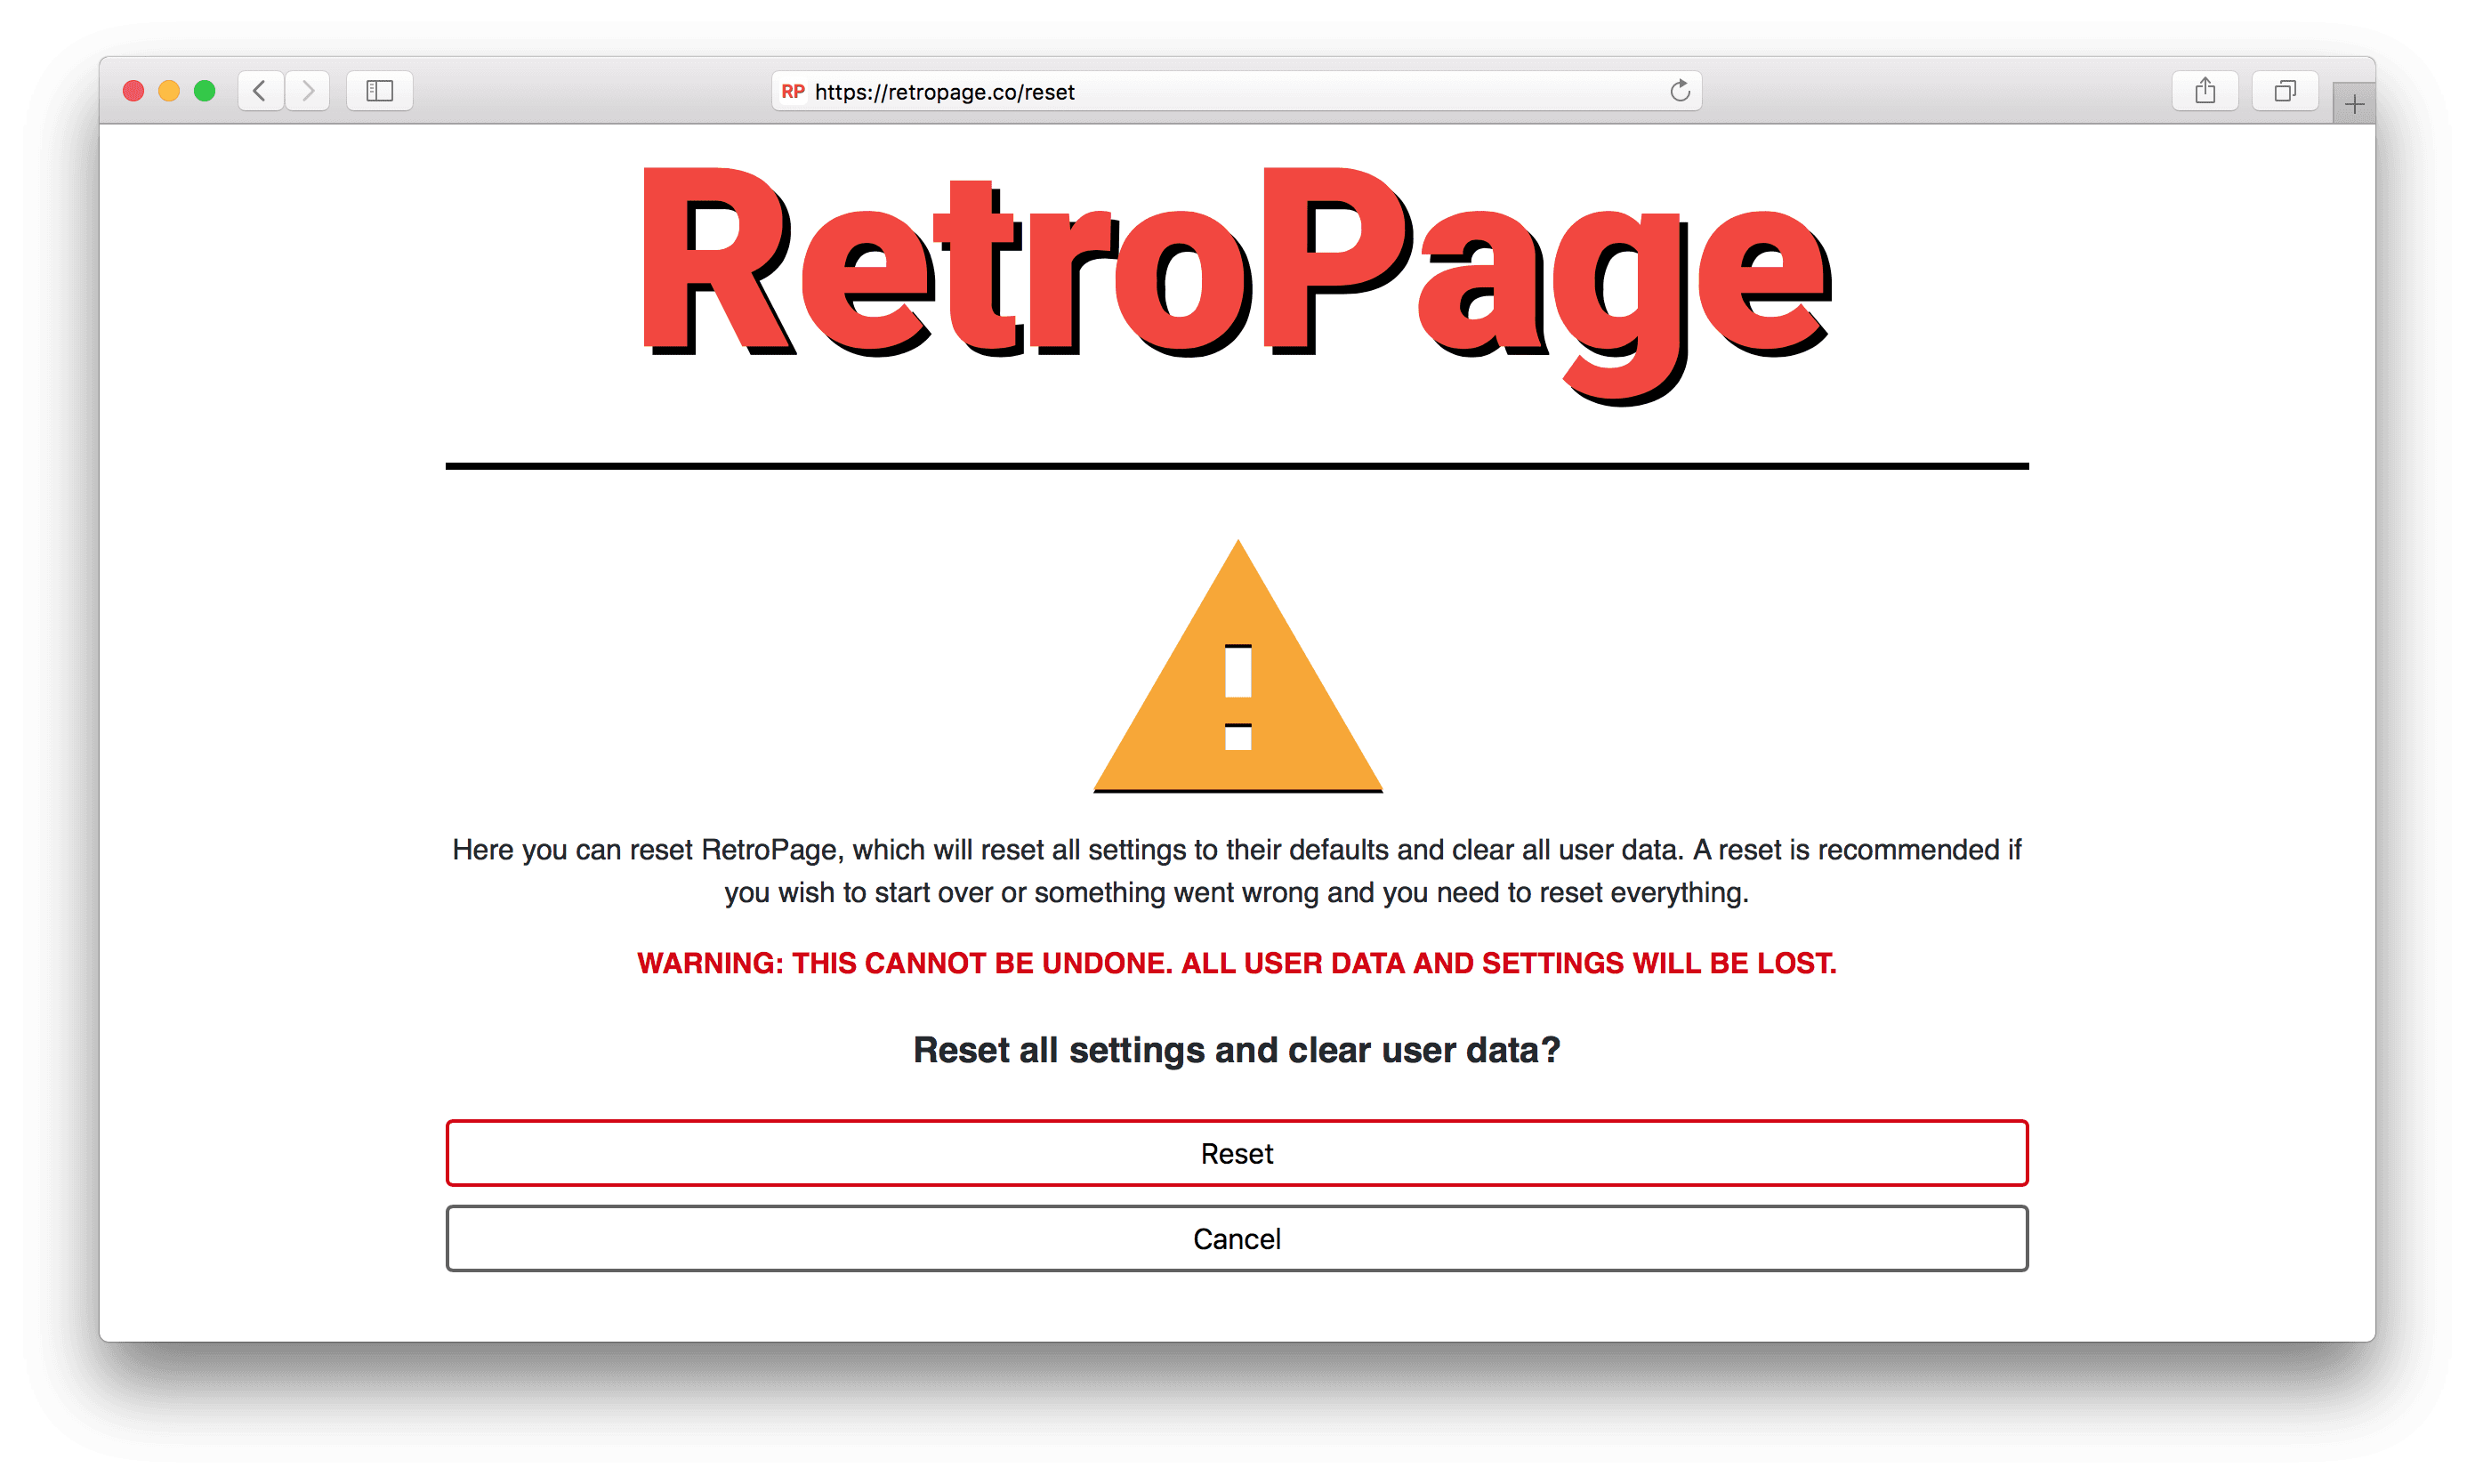 RP https://retropage.co/reset
RetroPage
Here you can reset RetroPage, which will reset all settings to their defaults and clear all user data. A reset is recommended if
you wish to start over or something went wrong and you need to reset everything.
WARNING: THIS CANNOT BE UNDONE. ALL USER DATA AND SETTINGS WILL BE LOST.
Reset all settings and clear user data?
Reset
Cancel